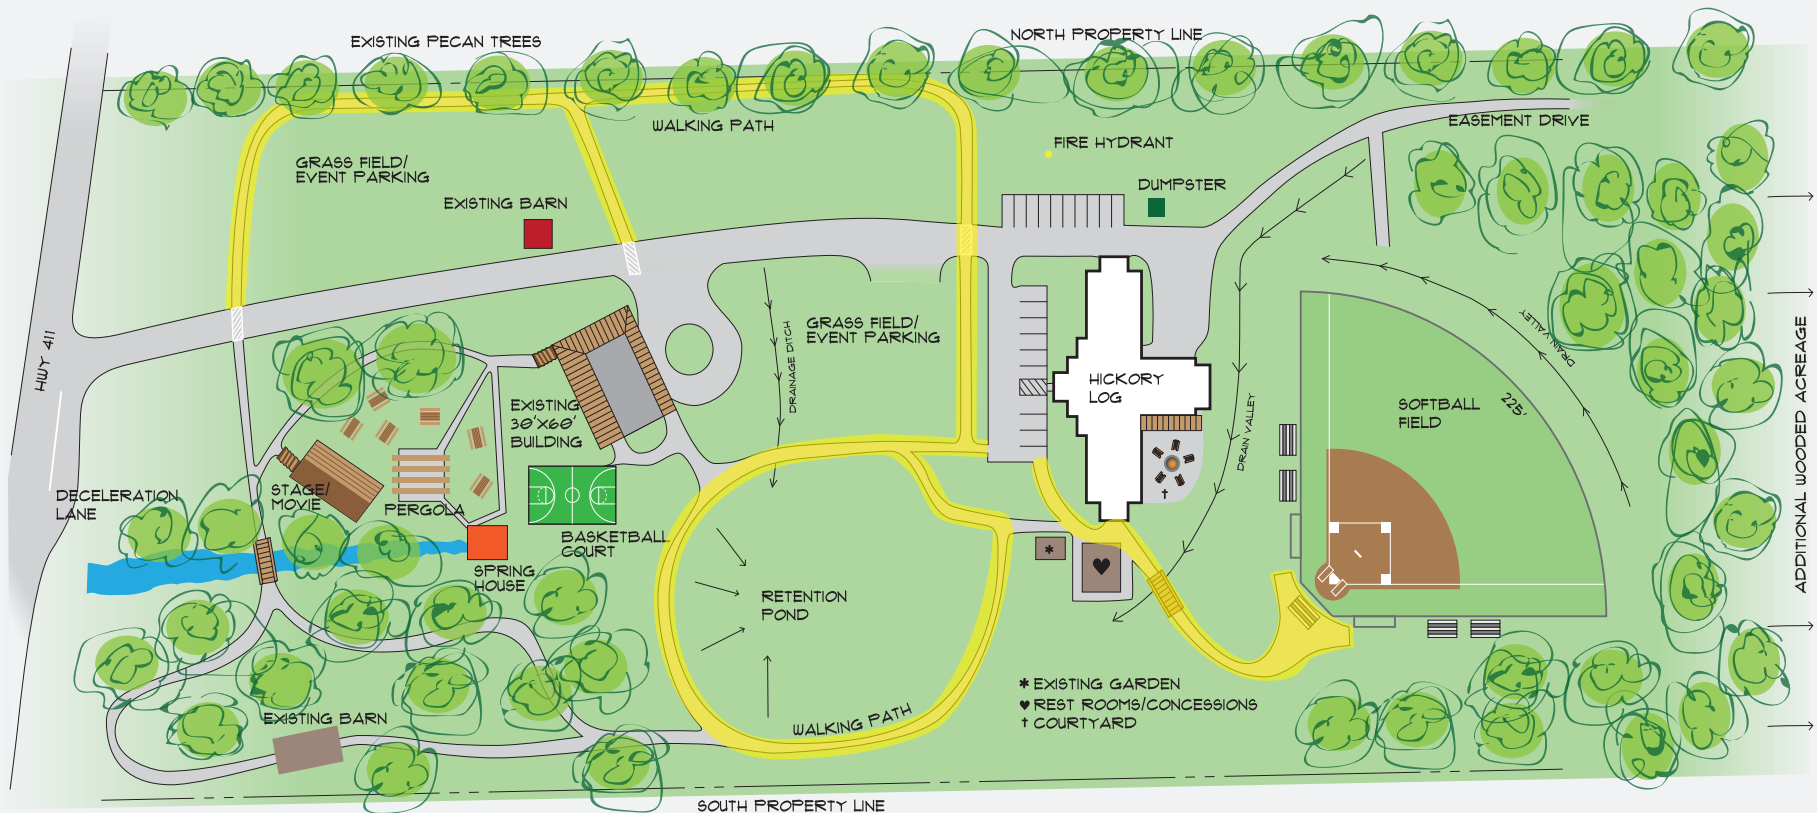 EXISTING PECAN TREES
NORTH PROPERTY LINE
WALKING PATH
EASEMENT DRIVE
FIRE HYDRANT
GRASS FIELD/
EVENT PARKING
DUMPSTER
EXISTING BARN
HWY 411
GRASS FIELD/
EVENT PARKING
DRAINAGE DITCH
DRAIN VALLEY
ADDITIONAL WOODED ACREAGE
HICKORY
LOG
EXISTING
30'X60'
BUILDING
SOFTBALL
FIELD
225'
DRAIN VALLEY
DECELERATION
LANE
STAGE/
MOVIE
PERGOLA
BASKETBALL
COURT
SPRING
HOUSE
RETENTION
POND
* EXISTING GARDEN
♥ REST ROOMS/CONCESSIONS
† COURTYARD
WALKING PATH
EXISTING BARN
SOUTH PROPERTY LINE